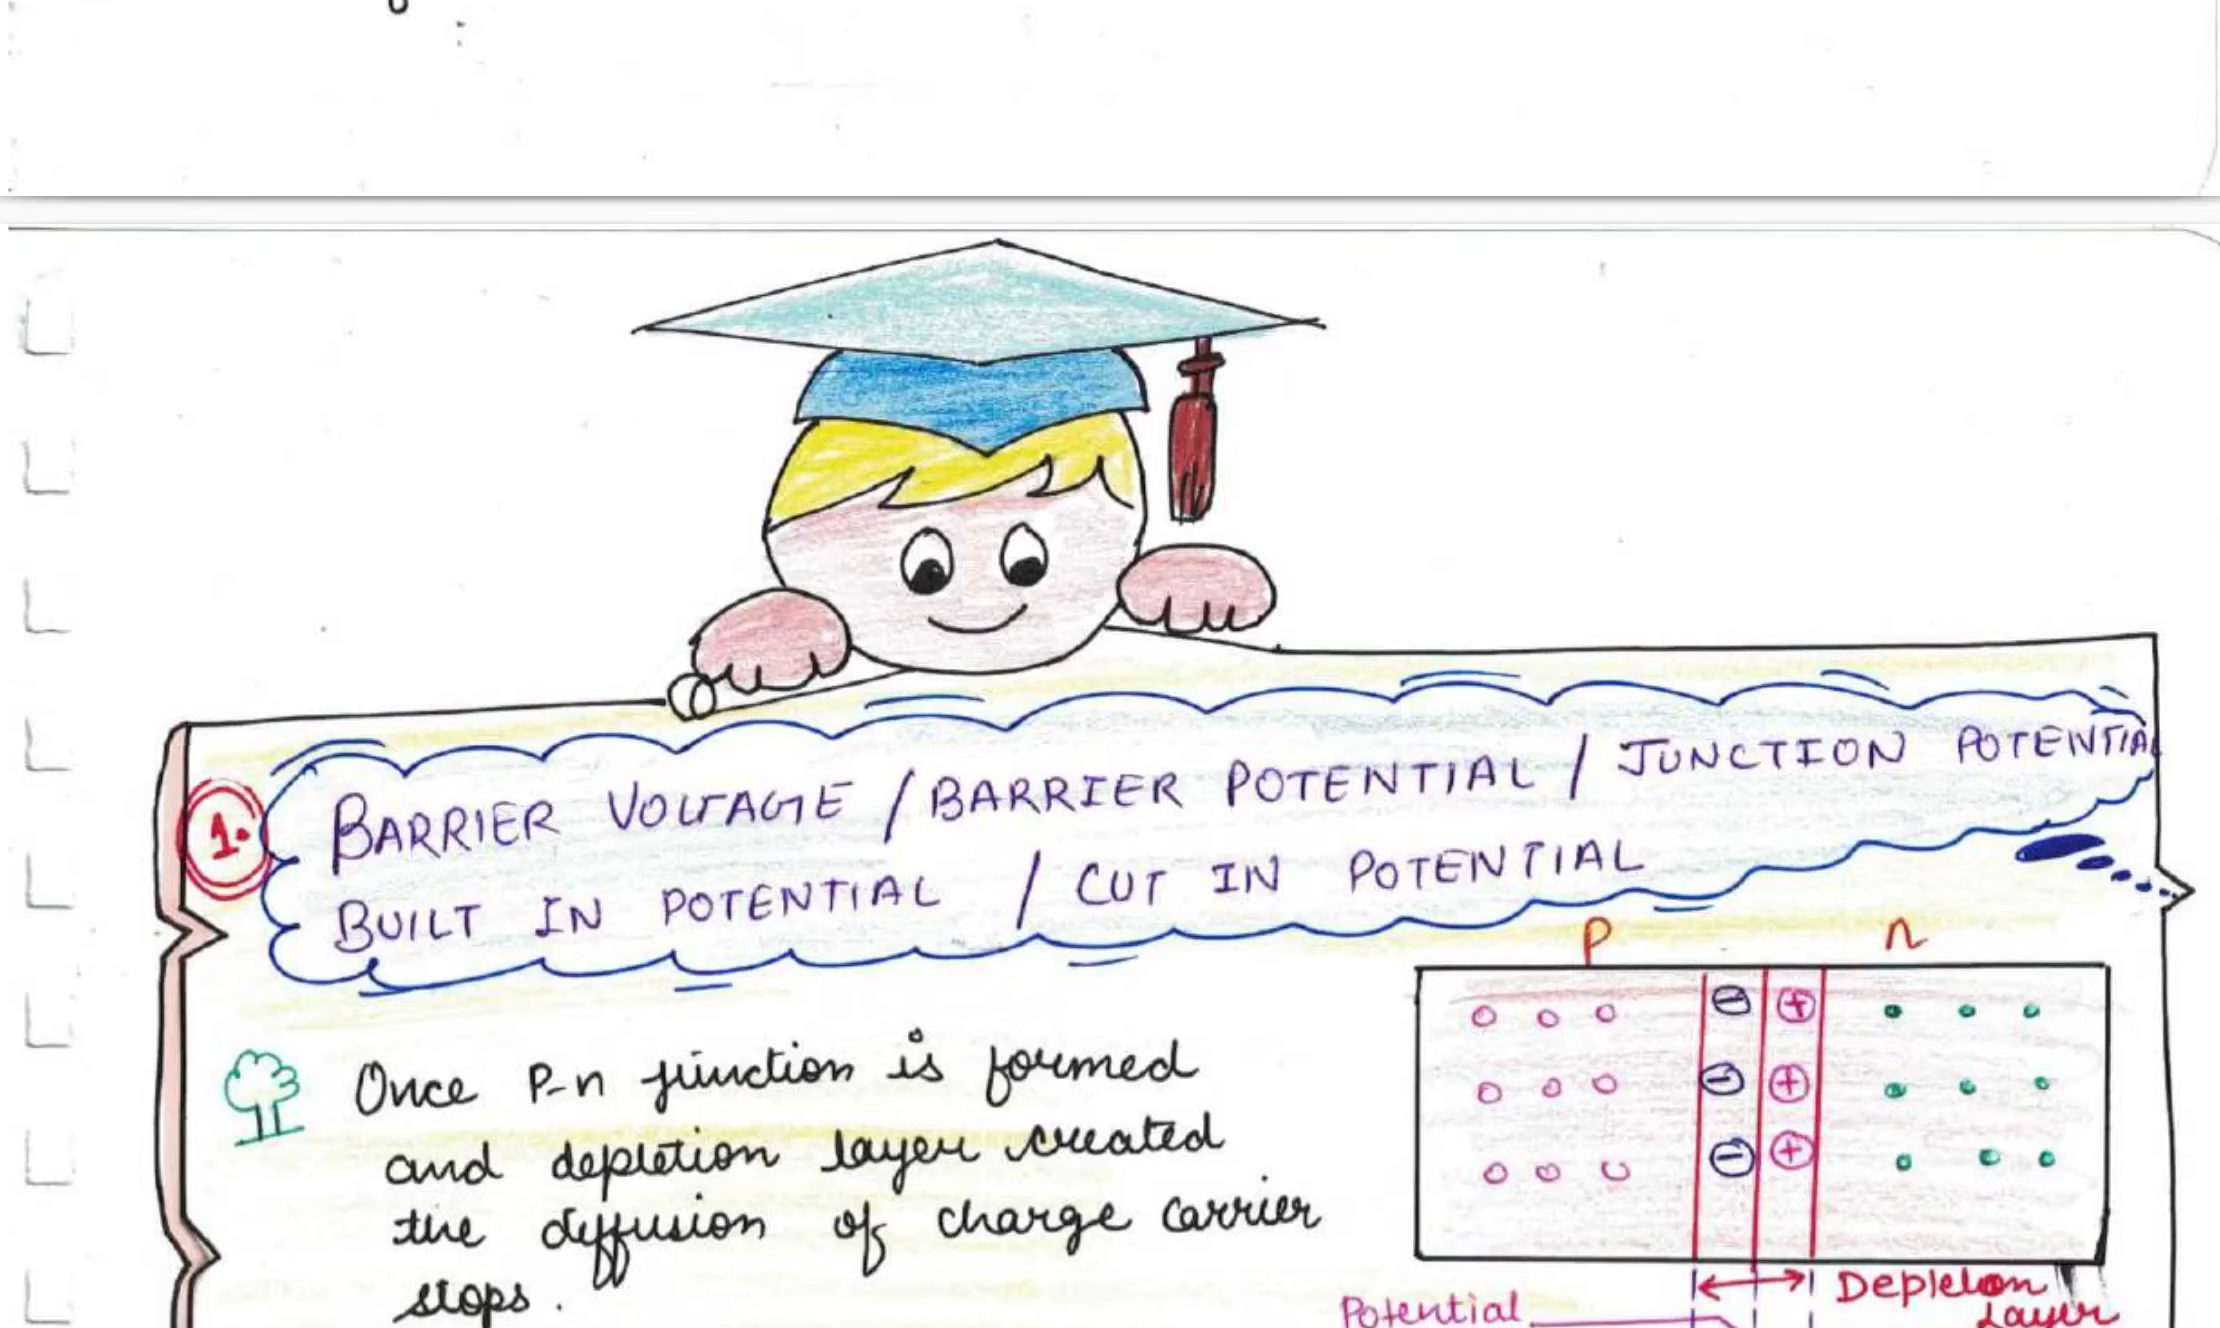 1.
BARRIER VOLTAGE / BARRIER POTENTIAL / JUNCTION POTENTIAL
BUILT IN POTENTIAL / CUT IN POTENTIAL
P n
Once P-n junction is formed
and depletion layer created
the diffusion of charge carrier
stops.
Depletion
Layer
Potential